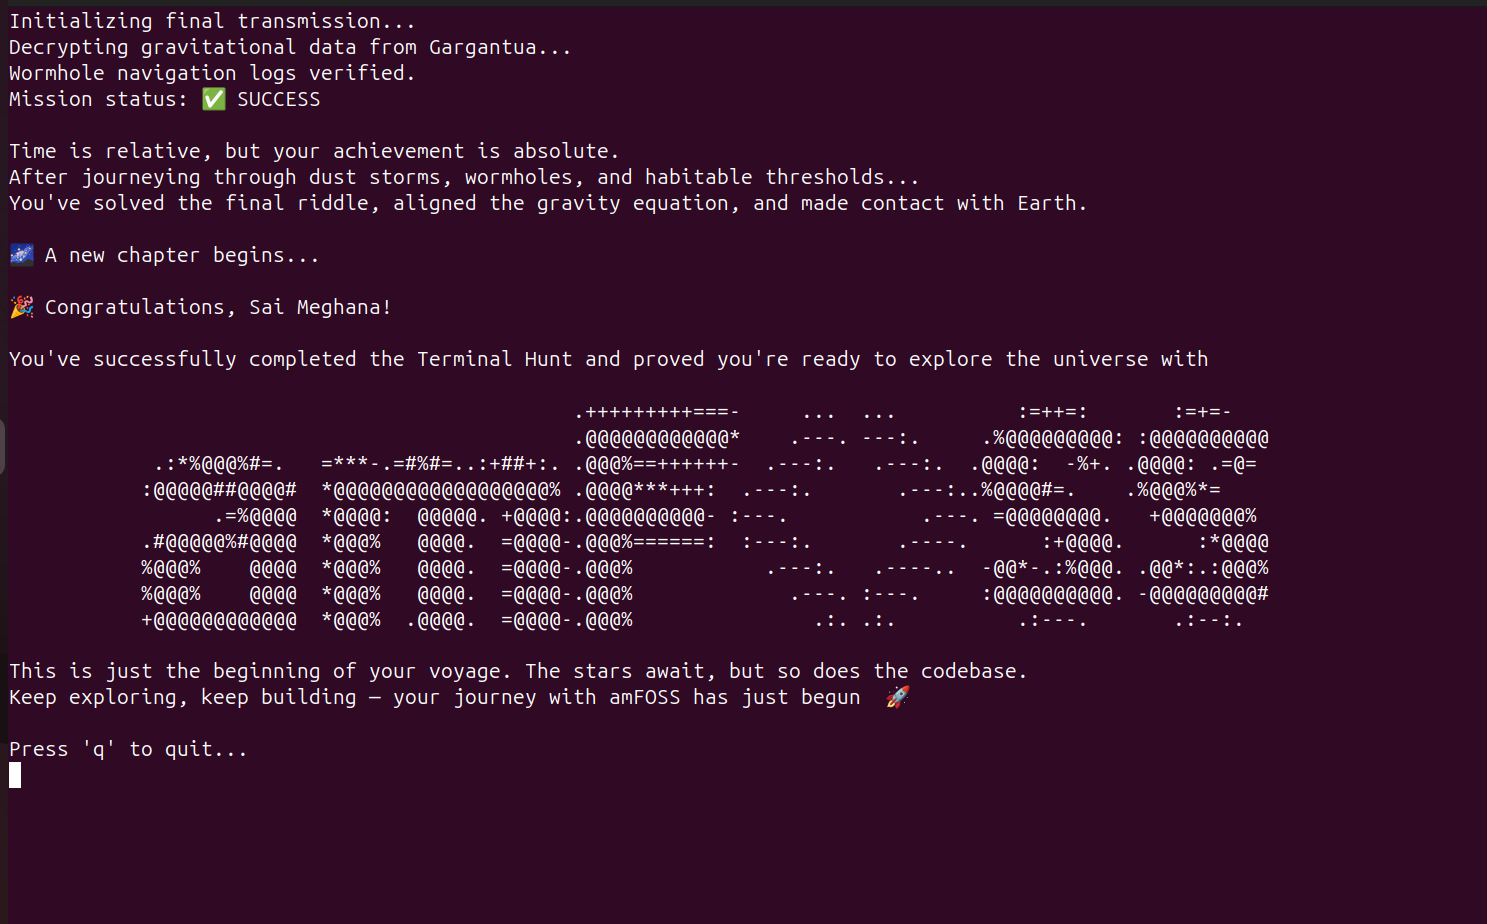 Initializing final transmission...
Decrypting gravitational data from Gargantua...
Wormhole navigation logs verified.
Mission status: ✅ SUCCESS
Time is relative, but your achievement is absolute.
After journeying through dust storms, wormholes, and habitable thresholds...
You've solved the final riddle, aligned the gravity equation, and made contact with Earth.
🌌 A new chapter begins...
🎉 Congratulations, Sai Meghana!
You've successfully completed the Terminal Hunt and proved you're ready to explore the universe with
amFOSS
This is just the beginning of your voyage. The stars await, but so does the codebase.
Keep exploring, keep building — your journey with amFOSS has just begun 🚀
Press 'q' to quit...